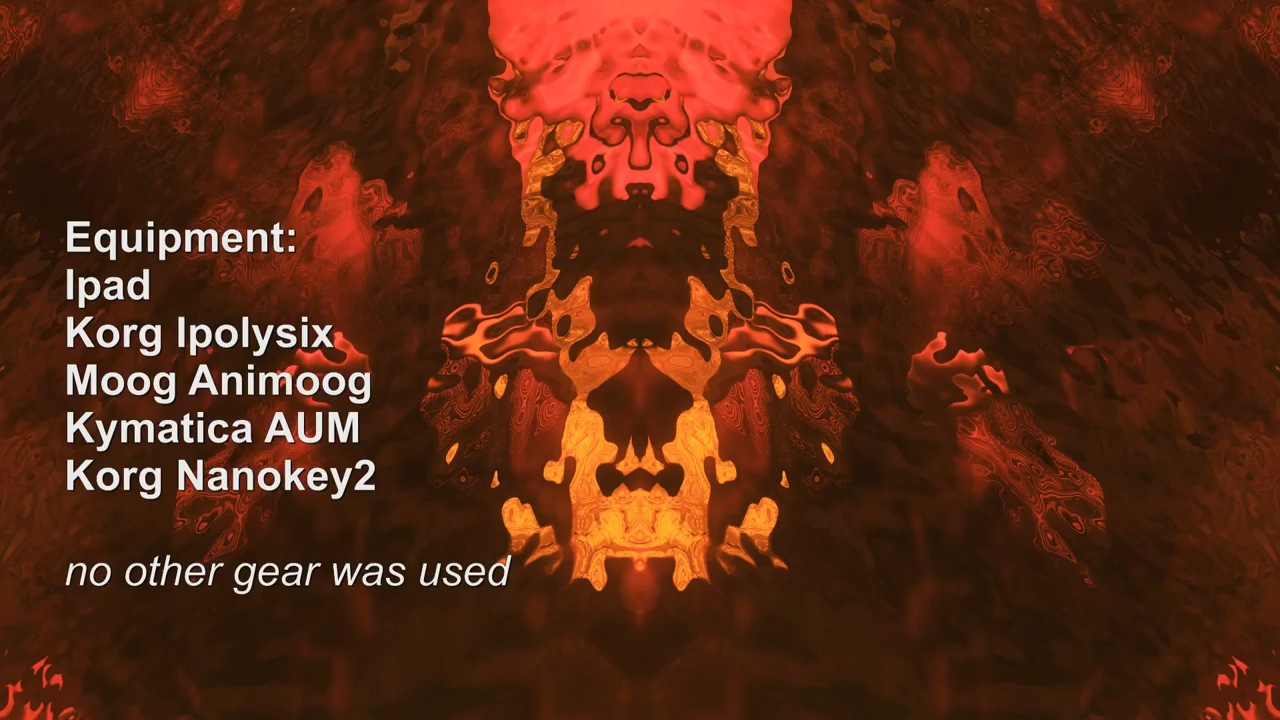 Equipment:
Ipad
Korg Ipolysix
Moog Animoog
Kymatica AUM
Korg Nanokey2
no other gear was used